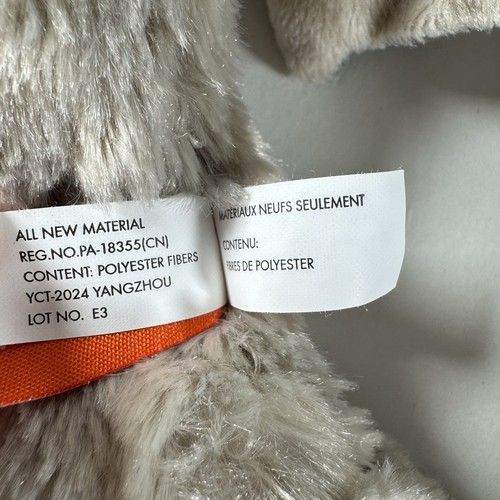 ALL NEW MATERIAL
REG.NO.PA-18355(CN)
CONTENT: POLYESTER FIBERS
YCT-2024 YANGZHOU
LOT NO. E3
MATÉRIAUX NEUFS SEULEMENT
CONTENU:
FIBRES DE POLYESTER